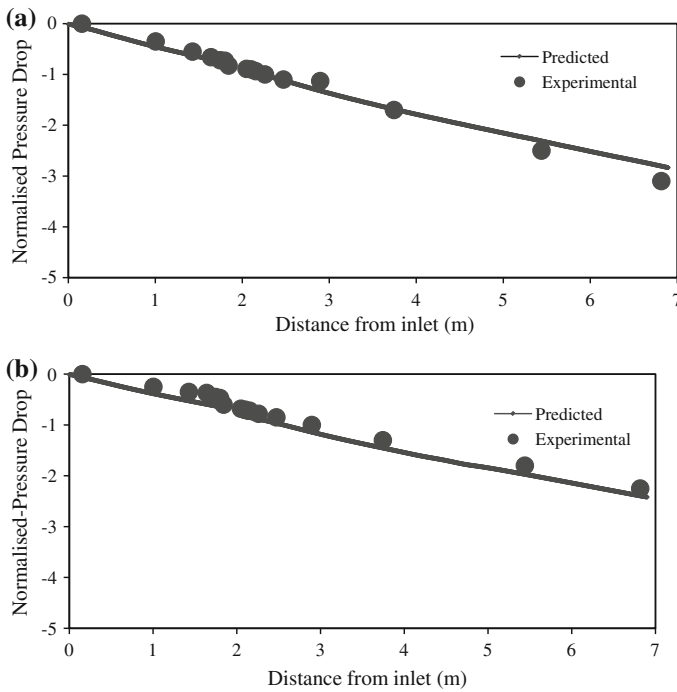 (a)
0
-1
-2
-3
-4
-5
Normalised Pressure Drop
Predicted
Experimental
0 1 2 3 4 5 6 7
Distance from inlet (m)
(b)
0
-1
-2
-3
-4
-5
Normalised-Pressure Drop
Predicted
Experimental
0 1 2 3 4 5 6 7
Distance from inlet (m)